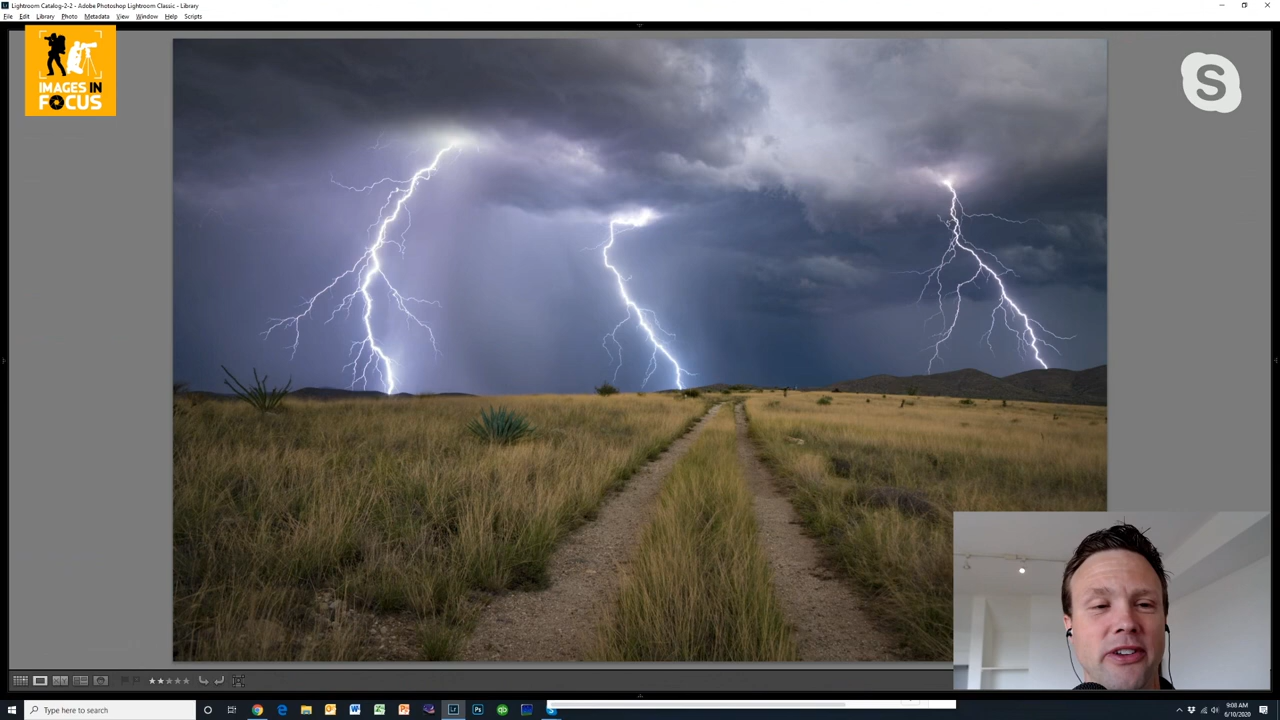 Lightroom Catalog-2-2 - Adobe Photoshop Lightroom Classic - Library
File Edit Library Photo Metadata View Window Help Scripts
IMAGES IN
FOCUS
S
Type here to search
9:08 AM
6/10/2020